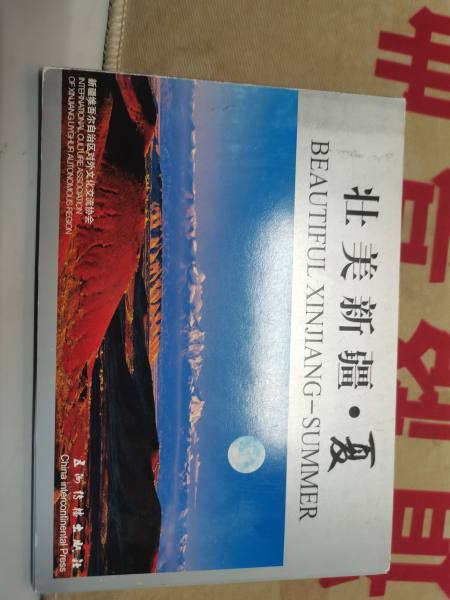 壮美新疆·夏
BEAUTIFUL XINJIANG-SUMMER
新疆维吾尔自治区对外文化交流协会
INTERNATIONAL CULTURE ASSOCIATION
OF XINJIANG UYGHUR AUTONOMOUS REGION
五洲传播出版社
China Intercontinental Press